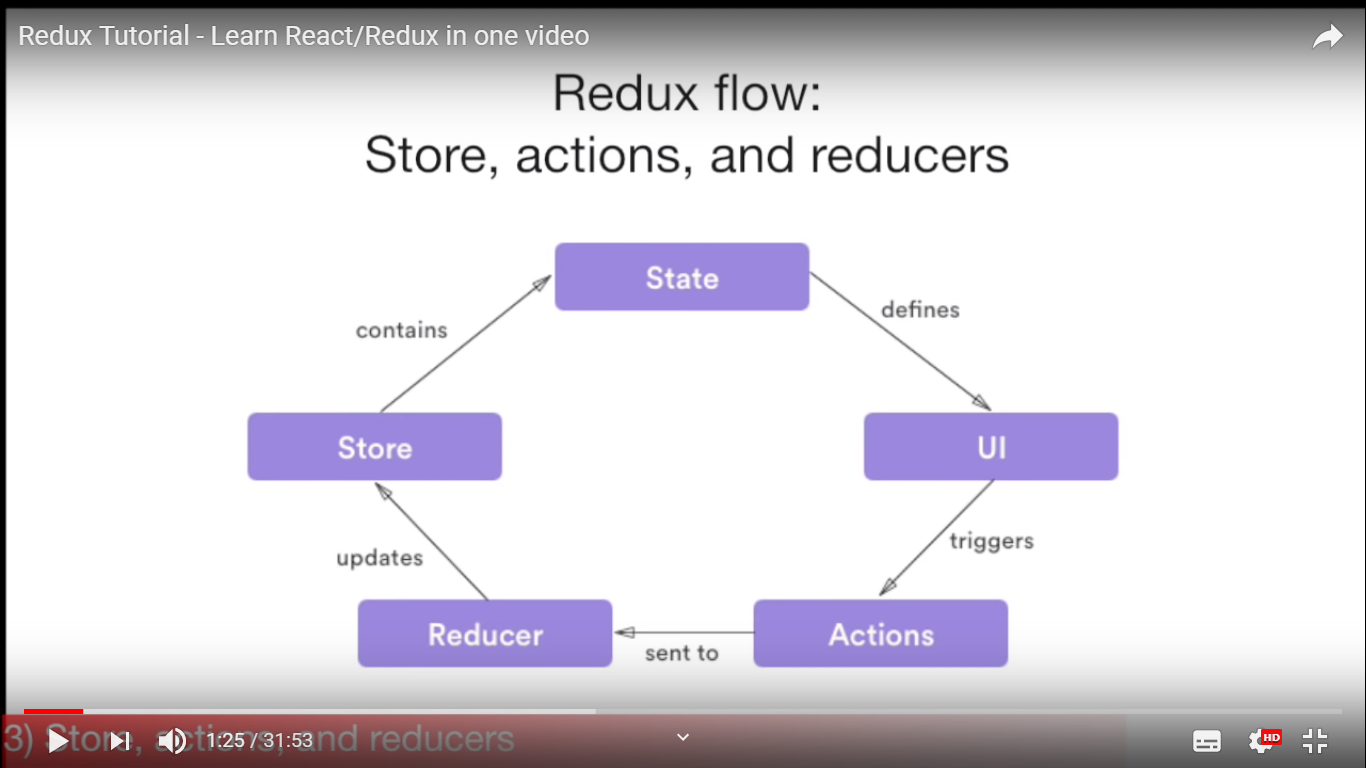 Redux Tutorial - Learn React/Redux in one video
Redux flow:
Store, actions, and reducers
State
contains
defines
Store
UI
updates
triggers
Reducer
sent to
Actions
3) Store, actions, and reducers
1:25 / 31:53
HD